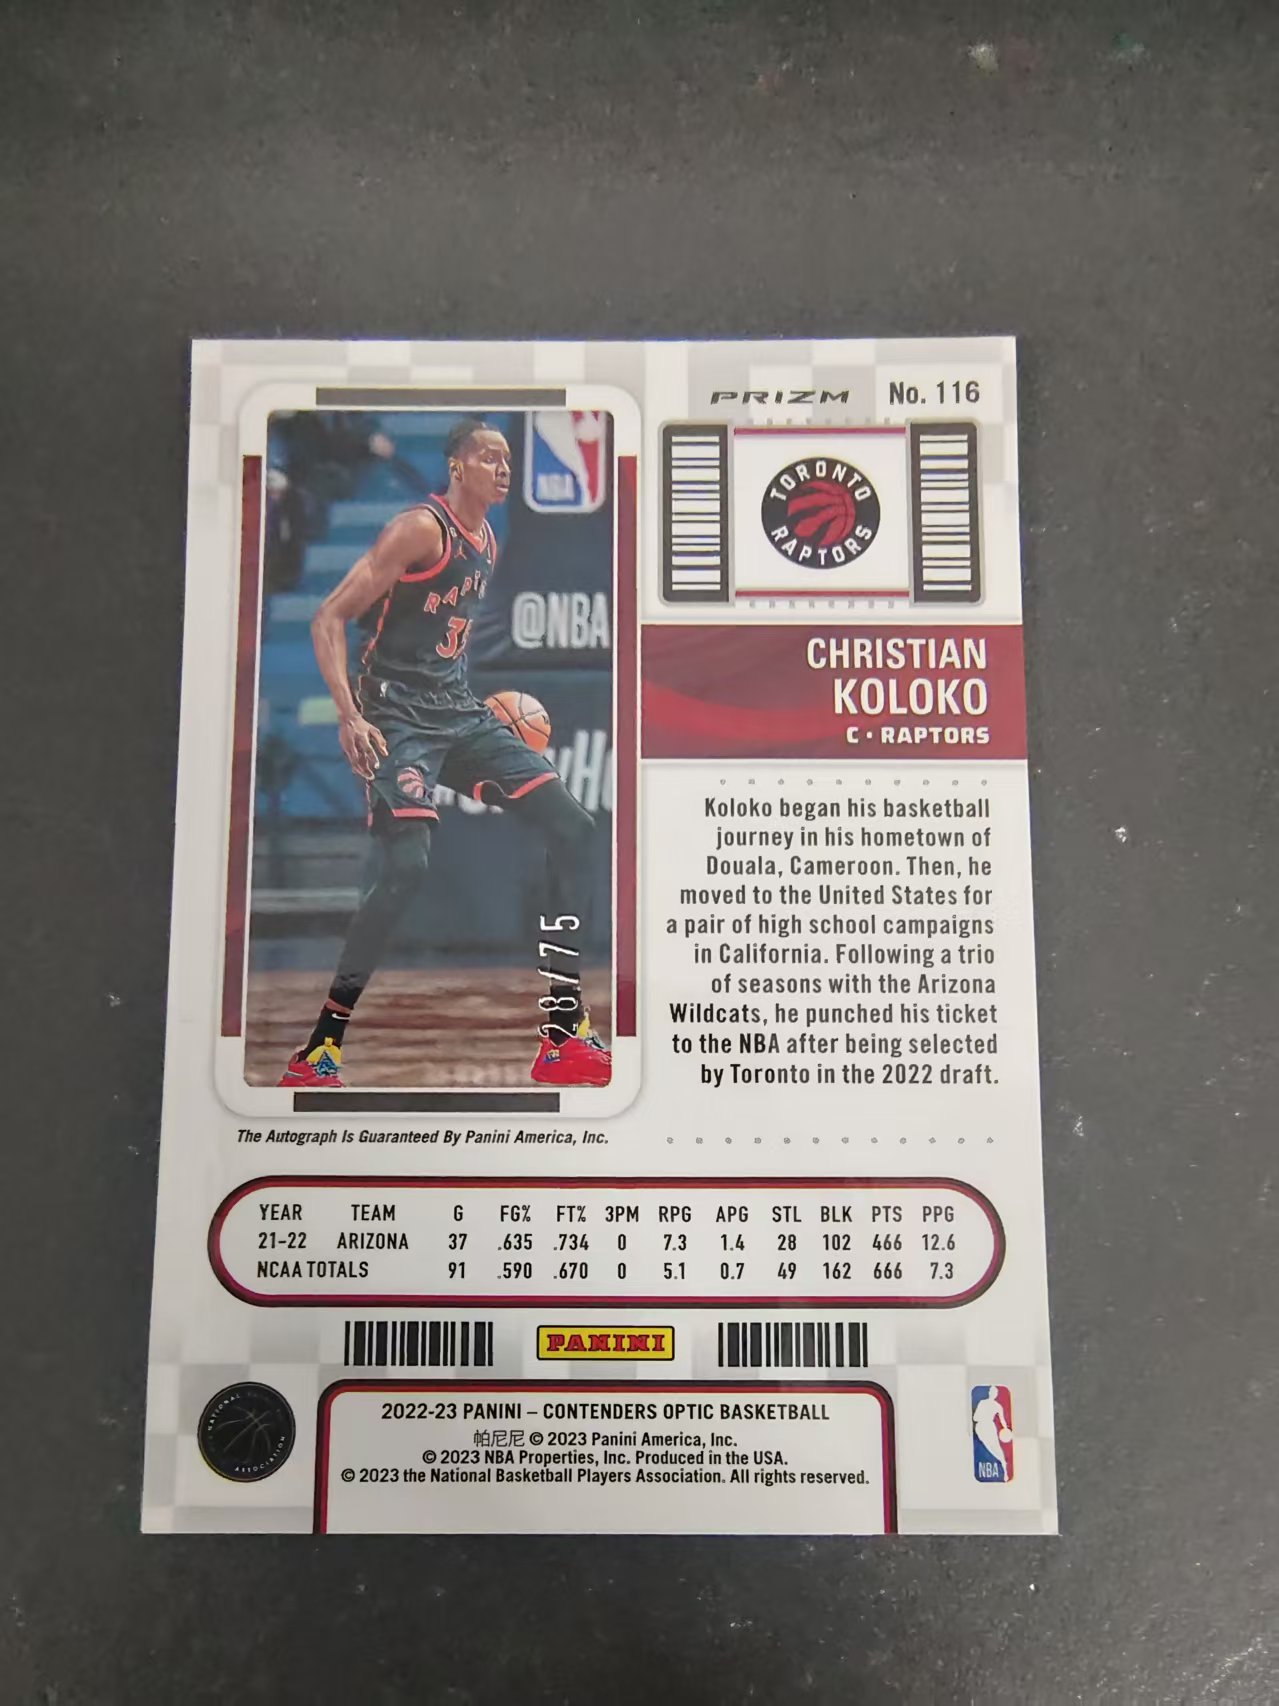 PRIZM No. 116
TORONTO
RAPTORS
NBA
@NBA
RAP
3
CHRISTIAN
KOLOKO
C • RAPTORS
Koloko began his basketball
journey in his hometown of
Douala, Cameroon. Then, he
moved to the United States for
a pair of high school campaigns
in California. Following a trio
of seasons with the Arizona
Wildcats, he punched his ticket
to the NBA after being selected
by Toronto in the 2022 draft.
28/75
The Autograph Is Guaranteed By Panini America, Inc.
YEAR TEAM G FG% FT% 3PM RPG APG STL BLK PTS PPG
21-22 ARIZONA 37 .635 .734 0 7.3 1.4 28 102 466 12.6
NCAA TOTALS 91 .590 .670 0 5.1 0.7 49 162 666 7.3
PANINI
2022-23 PANINI – CONTENDERS OPTIC BASKETBALL
帕尼尼 © 2023 Panini America, Inc.
© 2023 NBA Properties, Inc. Produced in the USA.
© 2023 the National Basketball Players Association. All rights reserved.
NATIONAL
ASSOCIATION
NBA